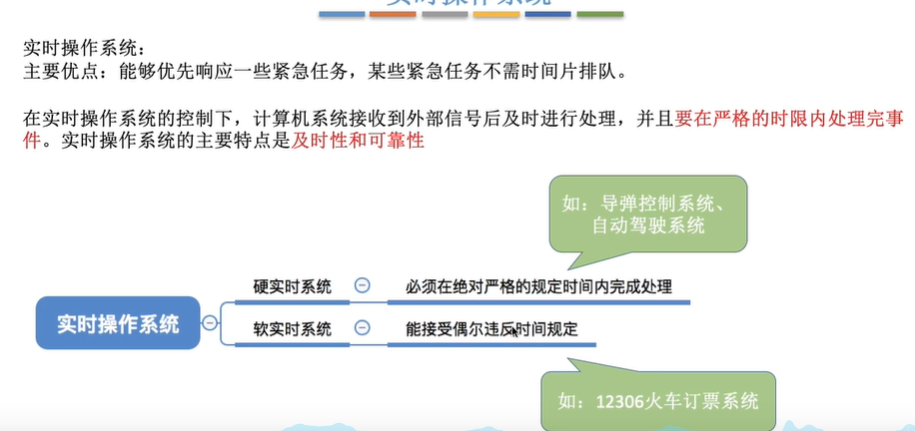 实时操作系统
实时操作系统：
主要优点：能够优先响应一些紧急任务，某些紧急任务不需时间片排队。
在实时操作系统的控制下，计算机系统接收到外部信号后及时进行处理，并且要在严格的时限内处理完事
件。实时操作系统的主要特点是及时性和可靠性
如：导弹控制系统、
自动驾驶系统
硬实时系统
必须在绝对严格的规定时间内完成处理
实时操作系统
软实时系统
能接受偶尔违反时间规定
如：12306火车订票系统